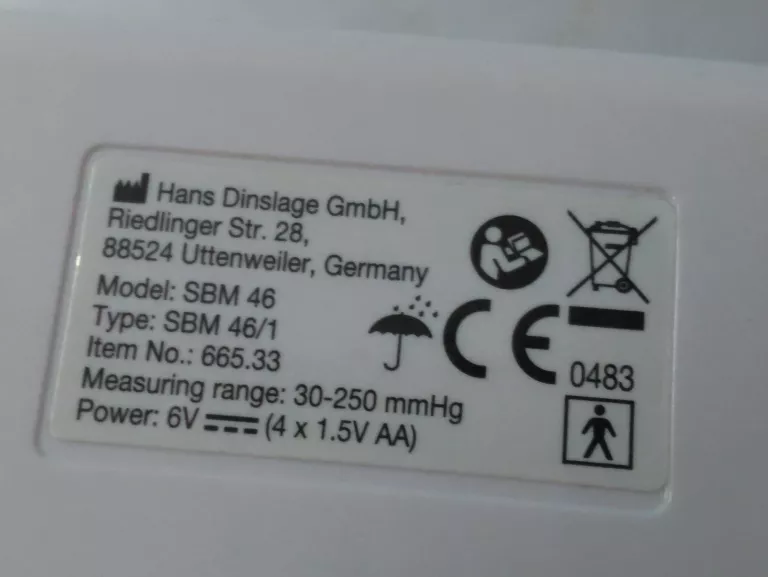 Hans Dinslage GmbH,
Riedlinger Str. 28,
88524 Uttenweiler, Germany
Model: SBM 46
Type: SBM 46/1
Item No.: 665.33
Measuring range: 30-250 mmHg
Power: 6V ⎓ (4 x 1.5V AA)
CE
0483